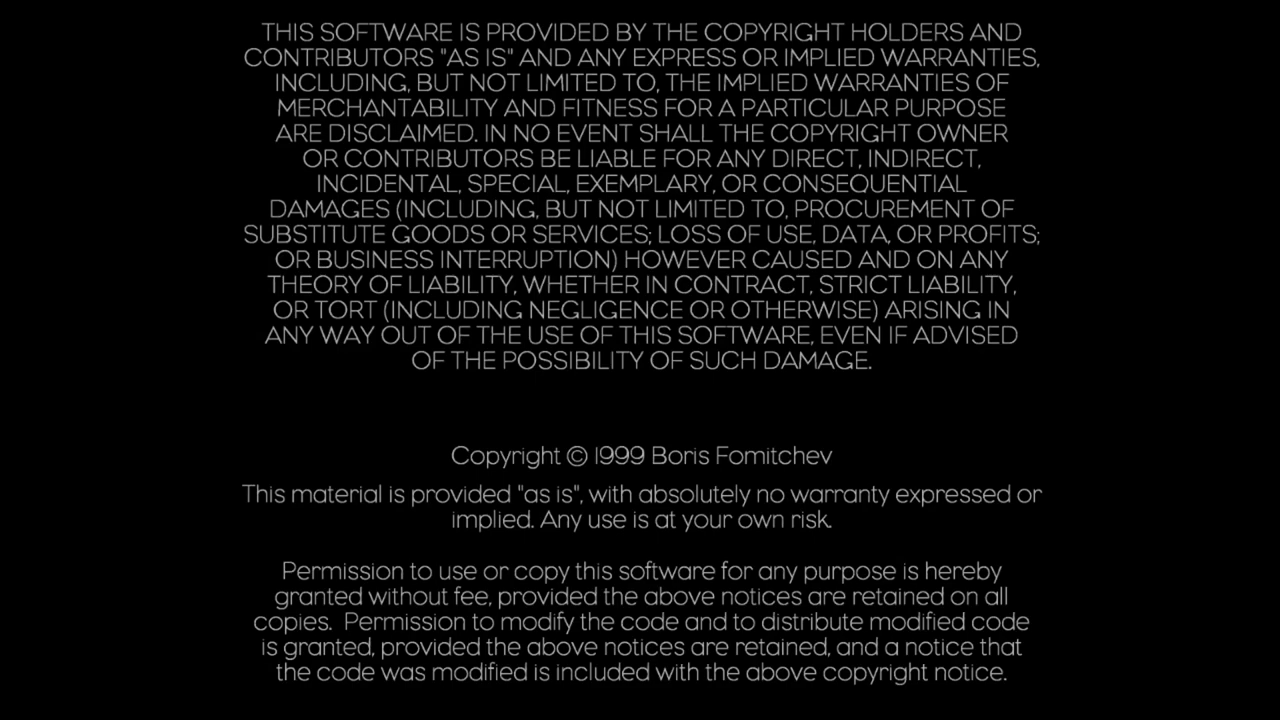 THIS SOFTWARE IS PROVIDED BY THE COPYRIGHT HOLDERS AND
CONTRIBUTORS "AS IS" AND ANY EXPRESS OR IMPLIED WARRANTIES,
INCLUDING, BUT NOT LIMITED TO, THE IMPLIED WARRANTIES OF
MERCHANTABILITY AND FITNESS FOR A PARTICULAR PURPOSE
ARE DISCLAIMED. IN NO EVENT SHALL THE COPYRIGHT OWNER
OR CONTRIBUTORS BE LIABLE FOR ANY DIRECT, INDIRECT,
INCIDENTAL, SPECIAL, EXEMPLARY, OR CONSEQUENTIAL
DAMAGES (INCLUDING, BUT NOT LIMITED TO, PROCUREMENT OF
SUBSTITUTE GOODS OR SERVICES; LOSS OF USE, DATA, OR PROFITS;
OR BUSINESS INTERRUPTION) HOWEVER CAUSED AND ON ANY
THEORY OF LIABILITY, WHETHER IN CONTRACT, STRICT LIABILITY,
OR TORT (INCLUDING NEGLIGENCE OR OTHERWISE) ARISING IN
ANY WAY OUT OF THE USE OF THIS SOFTWARE, EVEN IF ADVISED
OF THE POSSIBILITY OF SUCH DAMAGE.
Copyright © 1999 Boris Fomitchev
This material is provided "as is", with absolutely no warranty expressed or
implied. Any use is at your own risk.
Permission to use or copy this software for any purpose is hereby
granted without fee, provided the above notices are retained on all
copies.  Permission to modify the code and to distribute modified code
is granted, provided the above notices are retained, and a notice that
the code was modified is included with the above copyright notice.